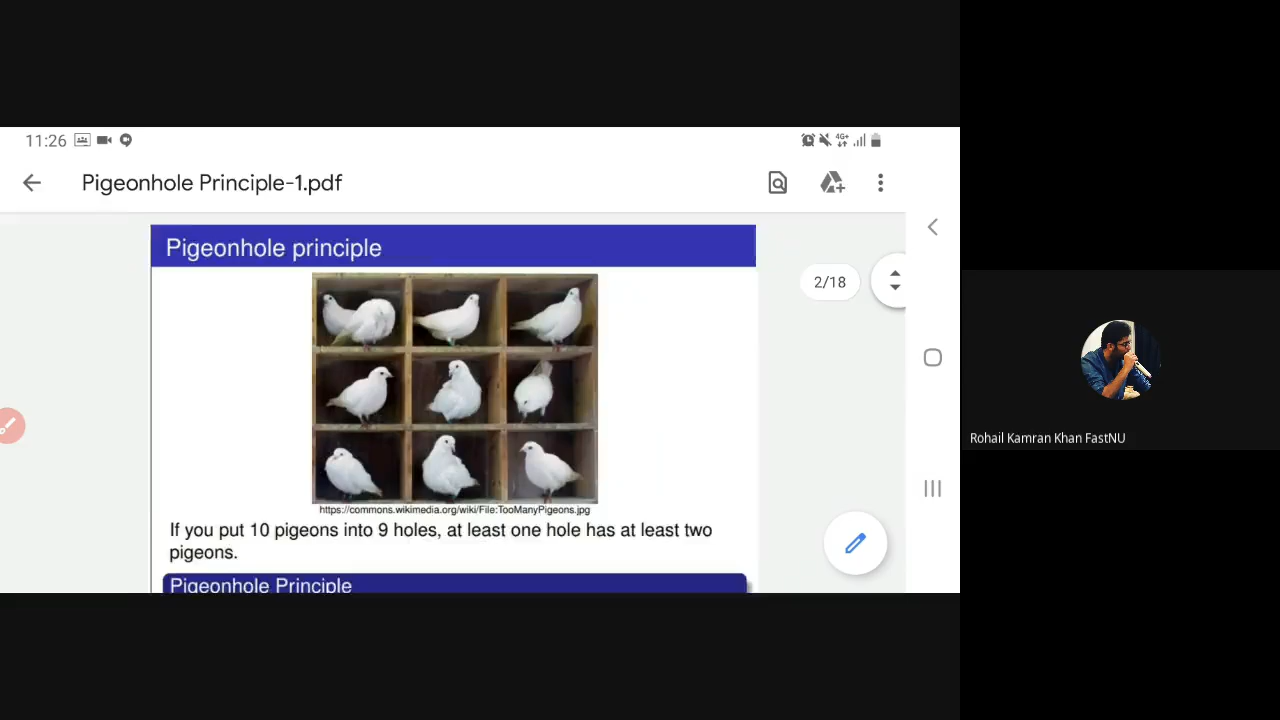 11:26
4G+
Pigeonhole Principle-1.pdf
Pigeonhole principle
2/18
https://commons.wikimedia.org/wiki/File:TooManyPigeons.jpg
If you put 10 pigeons into 9 holes, at least one hole has at least two
pigeons.
Pigeonhole Principle
Rohail Kamran Khan FastNU